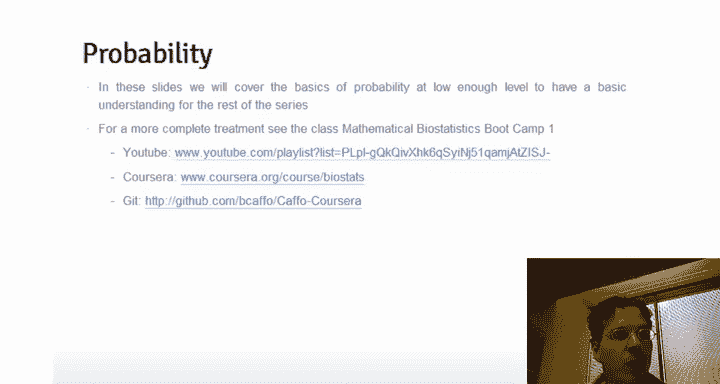 Probability
· In these slides we will cover the basics of probability at low enough level to have a basic
understanding for the rest of the series
· For a more complete treatment see the class Mathematical Biostatistics Boot Camp 1
- Youtube: www.youtube.com/playlist?list=PLpl-gQkQivXhk6qSyiNj51qamjAtZISJ-
- Coursera: www.coursera.org/course/biostats
- Git: http://github.com/bcaffo/Caffo-Coursera